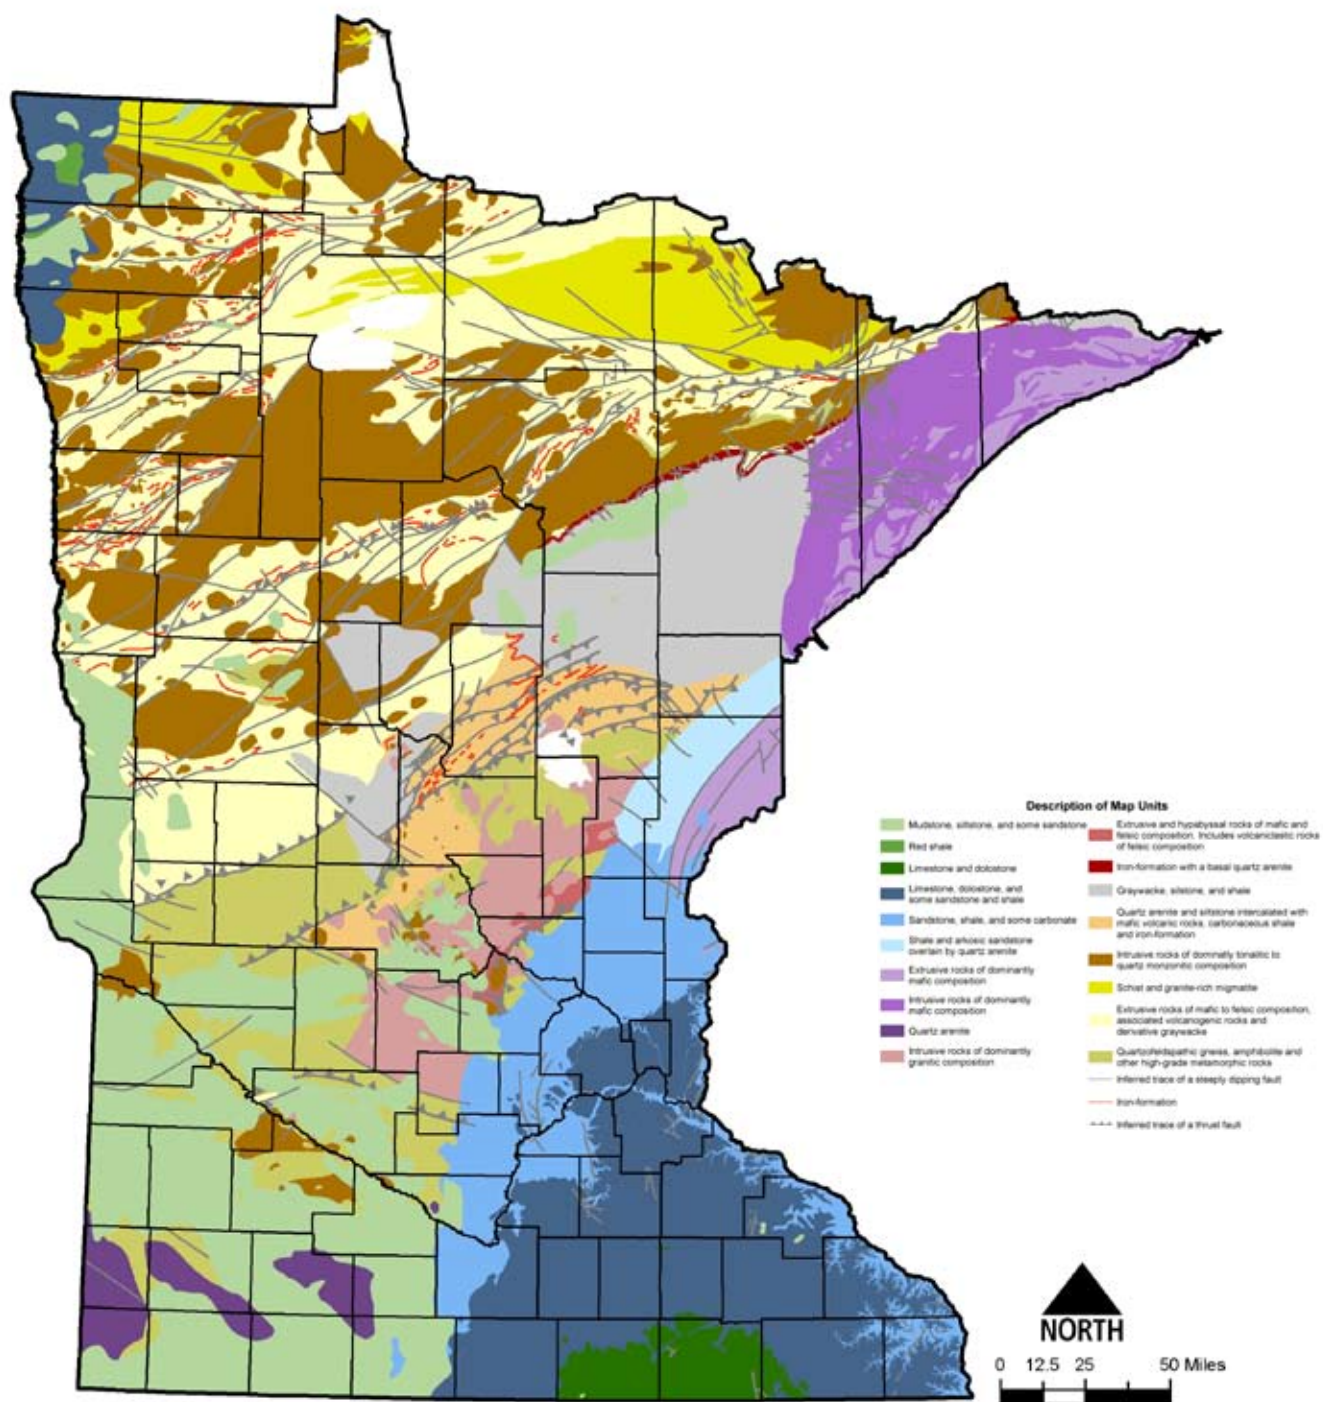 Description of Map Units
Mudstone, siltstone, and some sandstone
Red shale
Limestone and dolostone
Limestone, dolostone, and
some sandstone and shale
Sandstone, shale, and some carbonate
Shale and arkosic sandstone
overlain by quartz arenite
Extrusive rocks of dominantly
mafic composition
Intrusive rocks of dominantly
mafic composition
Quartz arenite
Intrusive rocks of dominantly
granitic composition
Extrusive and hypabyssal rocks of mafic and
felsic composition. Includes volcaniclastic rocks
of felsic composition
Iron-formation with a basal quartz arenite
Graywacke, siltstone, and shale
Quartz arenite and siltstone intercalated with
mafic volcanic rocks, carbonaceous shale
and iron-formation
Intrusive rocks of dominatly tonalitic to
quartz monzonitic composition
Schist and granite-rich migmatite
Extrusive rocks of mafic to felsic composition,
associated volcanogenic rocks and
derivative graywacke
Quartzofeldspathic gneiss, amphibolite and
other high-grade metamorphic rocks
Inferred trace of a steeply dipping fault
Iron-formation
Inferred trace of a thrust fault
NORTH
0 12.5 25 50 Miles